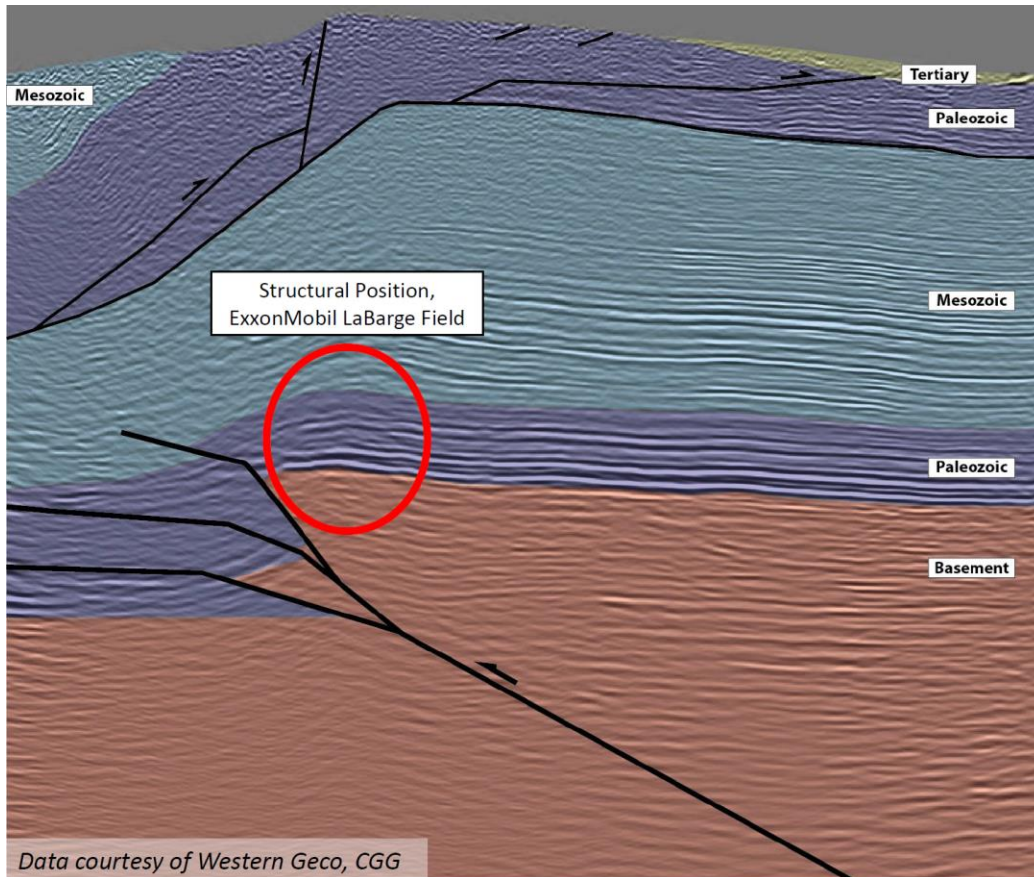 Mesozoic
Tertiary
Paleozoic
Structural Position,
ExxonMobil LaBarge Field
Mesozoic
Paleozoic
Basement
Data courtesy of Western Geco, CGG